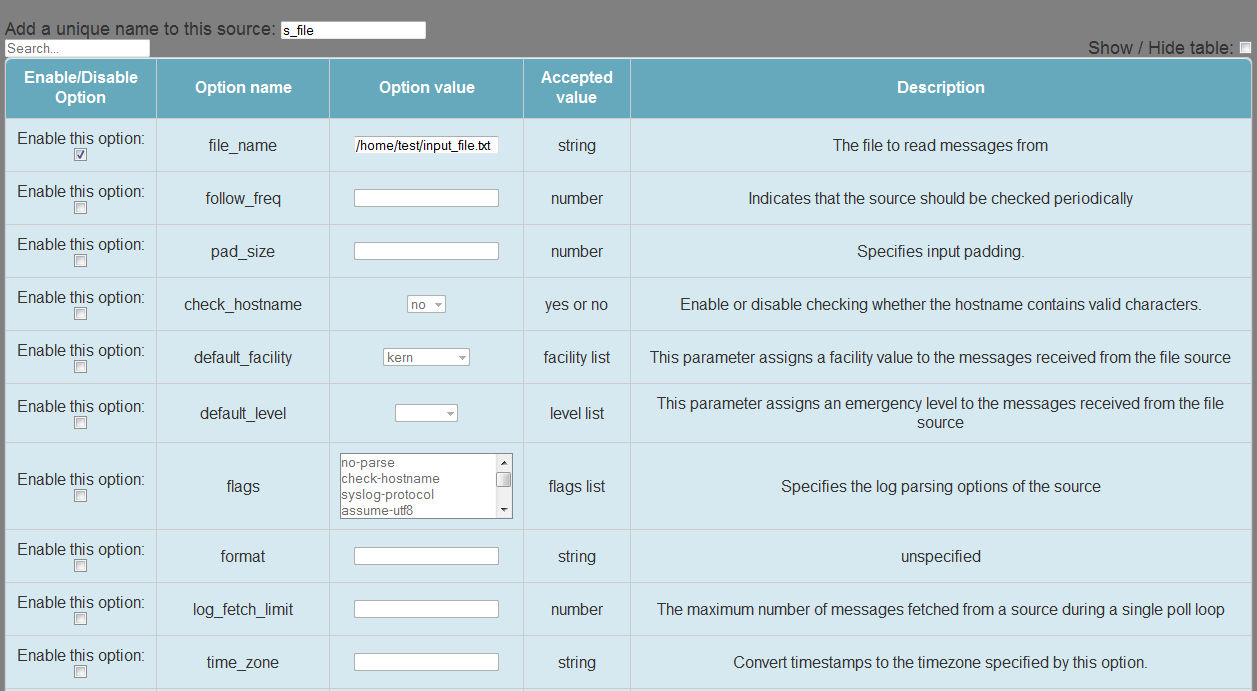 Add a unique name to this source: s_file
Search...
Show / Hide table:
Enable/Disable
Option
Option name
Option value
Accepted
value
Description
Enable this option:
file_name
/home/test/input_file.txt
string
The file to read messages from
Enable this option:
follow_freq
number
Indicates that the source should be checked periodically
Enable this option:
pad_size
number
Specifies input padding.
Enable this option:
check_hostname
no
yes or no
Enable or disable checking whether the hostname contains valid characters.
Enable this option:
default_facility
kern
facility list
This parameter assigns a facility value to the messages received from the file source
Enable this option:
default_level
level list
This parameter assigns an emergency level to the messages received from the file
source
Enable this option:
flags
no-parse
check-hostname
syslog-protocol
assume-utf8
flags list
Specifies the log parsing options of the source
Enable this option:
format
string
unspecified
Enable this option:
log_fetch_limit
number
The maximum number of messages fetched from a source during a single poll loop
Enable this option:
time_zone
string
Convert timestamps to the timezone specified by this option.